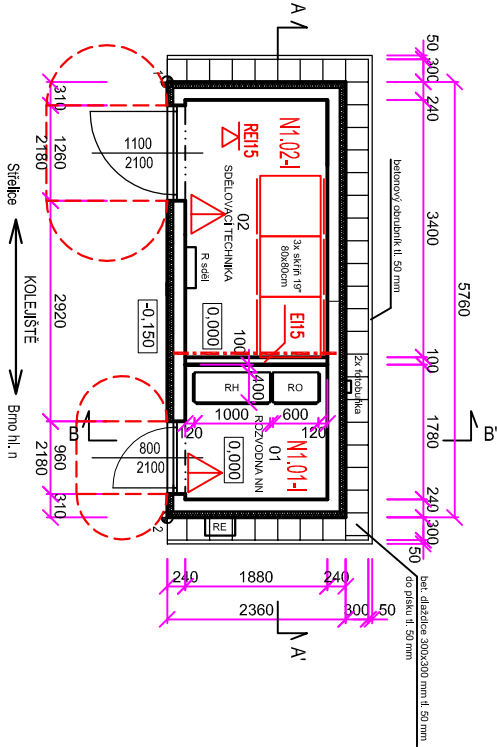 A
50
300
240
3400
5760
100
1780
240
300
50
betonový obrubník tl. 50 mm
2x fotobuňka
bet. dlaždice 300x300 mm tl. 50 mm
do písku tl. 50 mm
310
1260
2180
2920
960
2180
310
1
2
1100
2100
800
2100
N1.02-I
REI15
02
SDĚLOVACÍ TECHNIKA
3x skříň 19"
80x80cm
R sděl
0,000
-0,150
EI15
100
400
RH
RO
1000
600
120
120
N1.01-I
01
ROZVODNA NN
0,000
RE
B
B'
240
1880
240
2360
300
50
A'
Střelice
KOLEJIŠTĚ
Brno hl. n